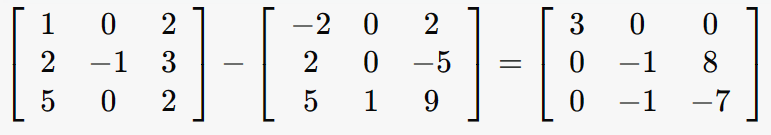 [ 1 0 2 ] [ −2 0 2 ] [ 3 0 0 ]
[ 2 −1 3 ] − [ 2 0 −5 ] = [ 0 −1 8 ]
[ 5 0 2 ] [ 5 1 9 ] [ 0 −1 −7 ]